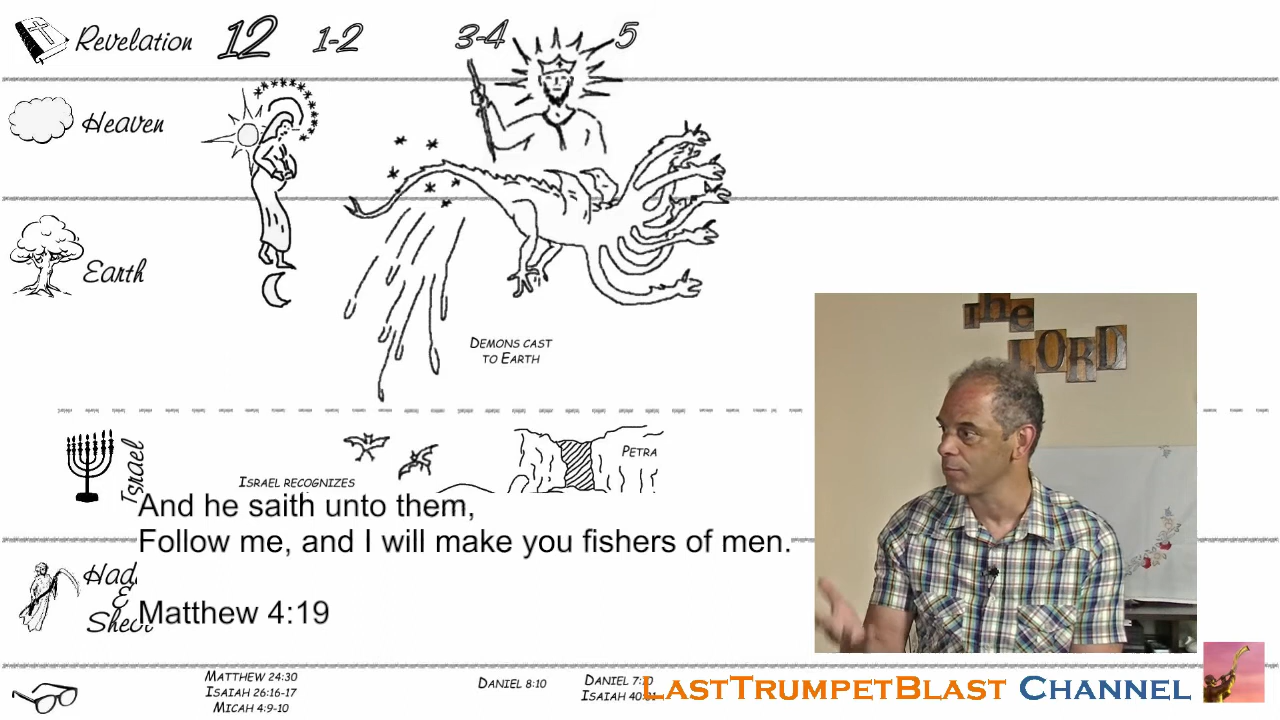 Revelation 12 1-2 3-4 5
Heaven
Earth
The
LORD
DEMONS CAST
TO EARTH
Israel
PETRA
ISRAEL RECOGNIZES
And he saith unto them,
Follow me, and I will make you fishers of men.
Matthew 4:19
&
MATTHEW 24:30
ISAIAH 26:16-17
MICAH 4:9-10
DANIEL 8:10
DANIEL
ISAIAH
LASTTRUMPETBLAST CHANNEL